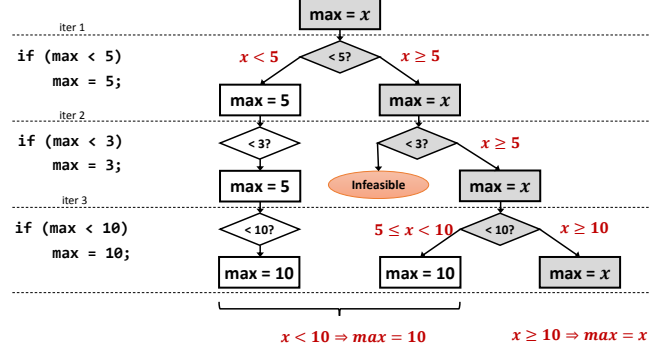 max = x
iter 1
if (max < 5)
max = 5;
x < 5
< 5?
x ≥ 5
max = 5
max = x
iter 2
if (max < 3)
max = 3;
< 3?
< 3?
x ≥ 5
max = 5
Infeasible
max = x
iter 3
if (max < 10)
max = 10;
< 10?
5 ≤ x < 10
< 10?
x ≥ 10
max = 10
max = 10
max = x
x < 10 ⇒ max = 10
x ≥ 10 ⇒ max = x